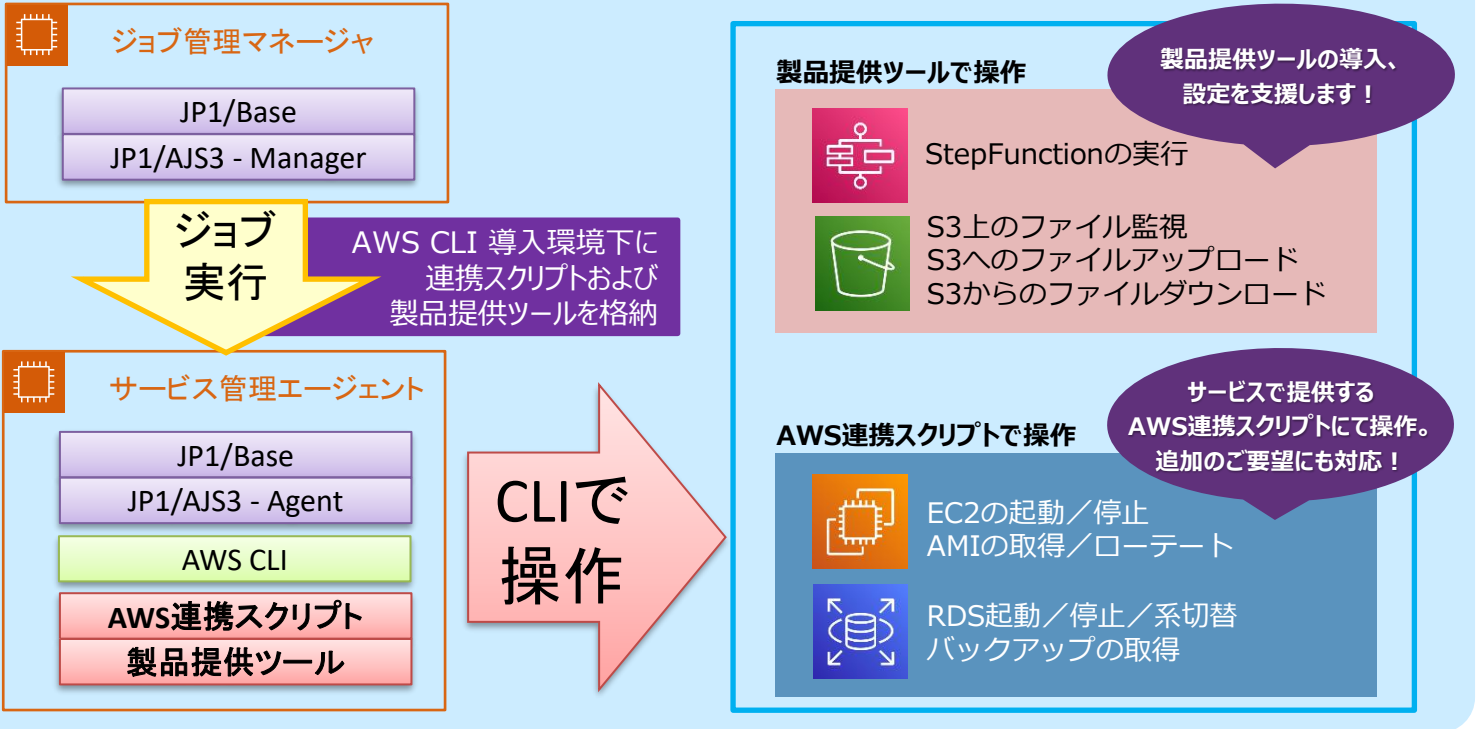 ジョブ管理マネージャ
JP1/Base
JP1/AJS3 - Manager
ジョブ
実行
AWS CLI 導入環境下に
連携スクリプトおよび
製品提供ツールを格納
サービス管理エージェント
JP1/Base
JP1/AJS3 - Agent
AWS CLI
AWS連携スクリプト
製品提供ツール
CLIで
操作
製品提供ツールで操作
製品提供ツールの導入、
設定を支援します！
StepFunctionの実行
S3上のファイル監視
S3へのファイルアップロード
S3からのファイルダウンロード
AWS連携スクリプトで操作
サービスで提供する
AWS連携スクリプトにて操作。
追加のご要望にも対応！
EC2の起動／停止
AMIの取得／ローテート
RDS起動／停止／系切替
バックアップの取得